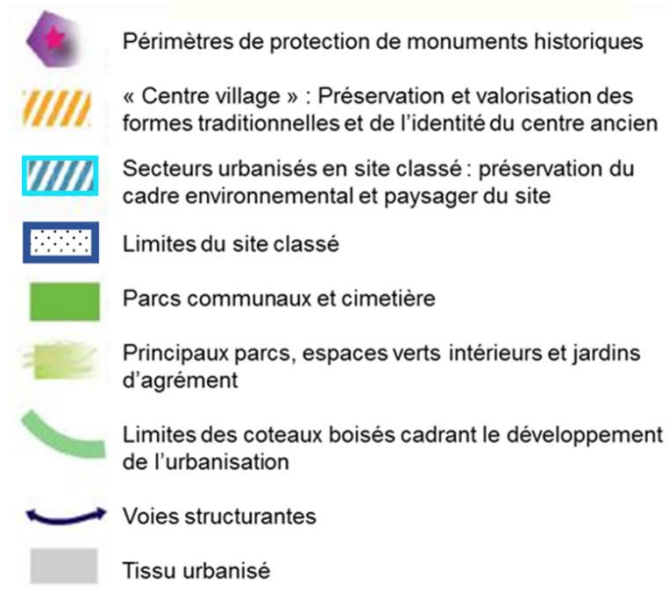 Périmètres de protection de monuments historiques
« Centre village » : Préservation et valorisation des
formes traditionnelles et de l'identité du centre ancien
Secteurs urbanisés en site classé : préservation du
cadre environnemental et paysager du site
Limites du site classé
Parcs communaux et cimetière
Principaux parcs, espaces verts intérieurs et jardins
d'agrément
Limites des coteaux boisés cadrant le développement
de l'urbanisation
Voies structurantes
Tissu urbanisé